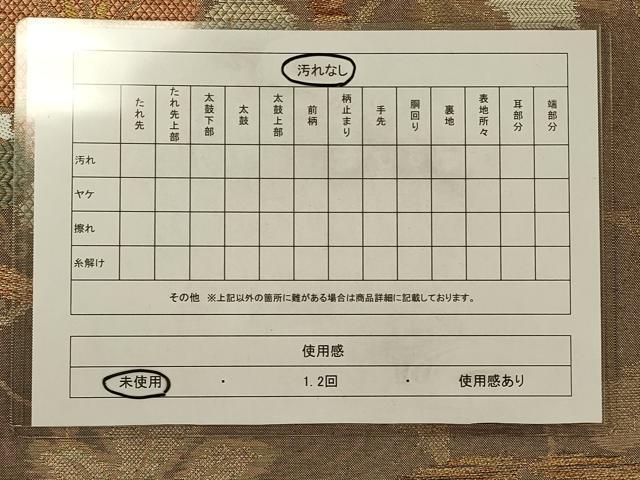 汚れなし
たれ先 たれ先上部 太鼓下部 太鼓 太鼓上部 前柄 柄止まり 手先 胴回り 裏地 表地所々 耳部分 端部分
汚れ
ヤケ
擦れ
糸解け
その他 ※上記以外の箇所に難がある場合は商品詳細に記載しております。
使用感
未使用 ・ 1.2回 ・ 使用感あり